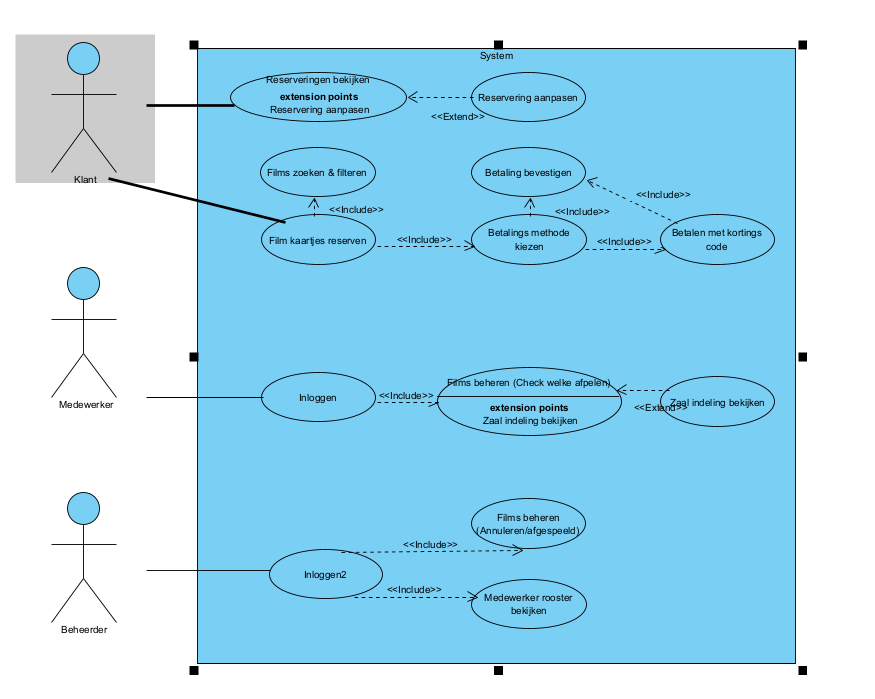 System
Reserveringen bekijken
extension points
Reservering aanpasen
<<Extend>>
Reservering aanpasen
Klant
Films zoeken & filteren
<<Include>>
Film kaartjes reserven
<<Include>>
Betaling bevestigen
<<Include>>
Betalings methode
kiezen
<<Include>>
<<Include>>
Betalen met kortings
code
Medewerker
Inloggen
<<Include>>
Films beheren (Check welke afpelen)
extension points
Zaal indeling bekijken
<<Extend>>
Zaal indeling bekijken
Beheerder
Inloggen2
<<Include>>
Films beheren
(Annuleren/afgespeeld)
<<Include>>
Medewerker rooster
bekijken